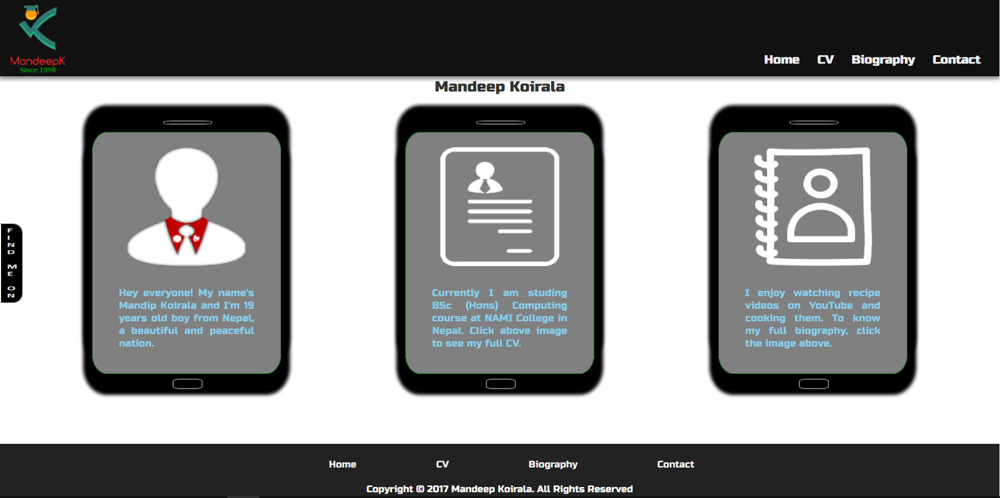 MandeepK
Since 1998
Home CV Biography Contact
Mandeep Koirala
FIND ME ON
Hey everyone! My name's
Mandip Koirala and I'm 19
years old boy from Nepal,
a beautiful and peaceful
nation.
Currently I am studing
BSc (Hons) Computing
course at NAMI College in
Nepal. Click above image
to see my full CV.
I enjoy watching recipe
videos on YouTube and
cooking them. To know
my full biography, click
the image above.
Home CV Biography Contact
Copyright © 2017 Mandeep Koirala. All Rights Reserved